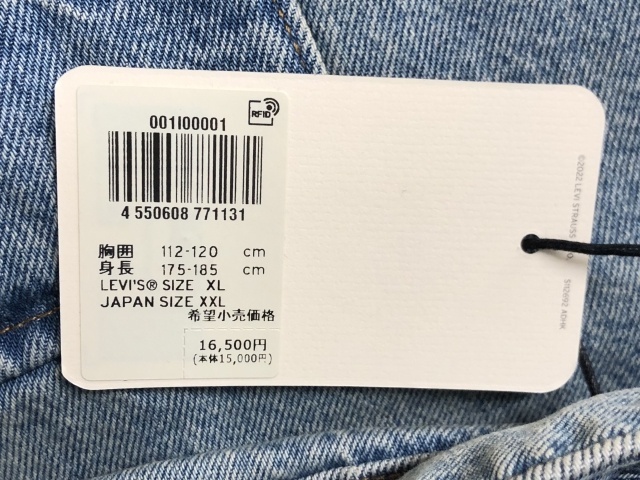 001I00001
RFID
4 550608 771131
胸囲 112-120 cm
身長 175-185 cm
LEVI'S® SIZE XL
JAPAN SIZE XXL
希望小売価格
16,500円
(本体15,000円)
©2022 LEVI STRAUSS
S112692 ADHK